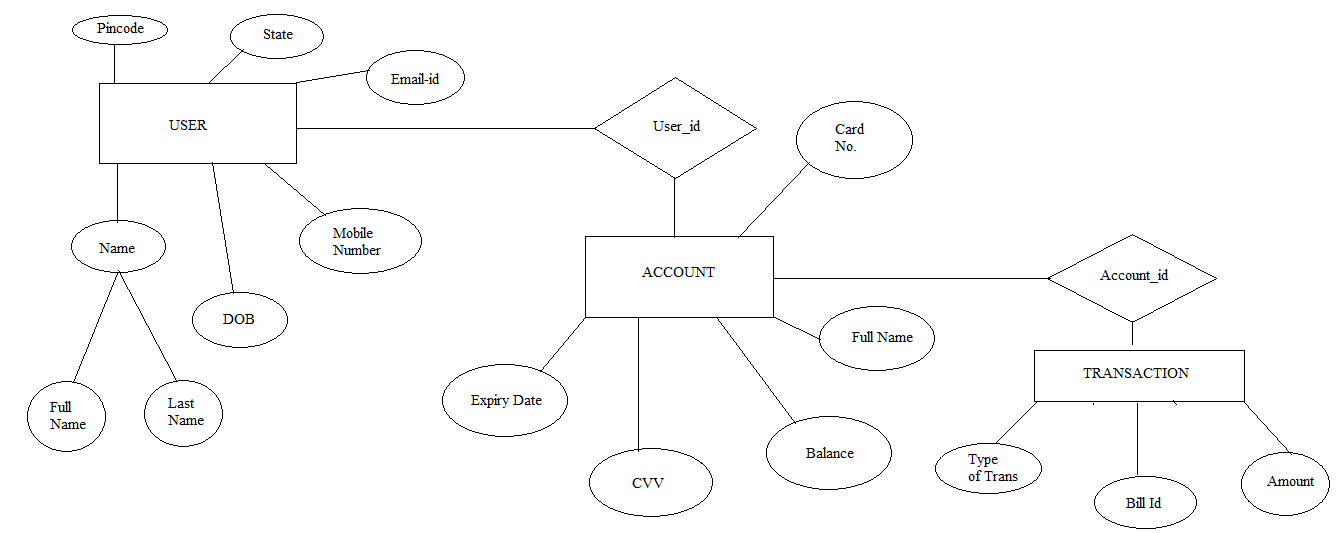 Pincode
State
Email-id
USER
User_id
Card
No.
Name
Mobile
Number
ACCOUNT
Account_id
DOB
Full Name
TRANSACTION
Full
Name
Last
Name
Expiry Date
CVV
Balance
Type
of Trans
Bill Id
Amount